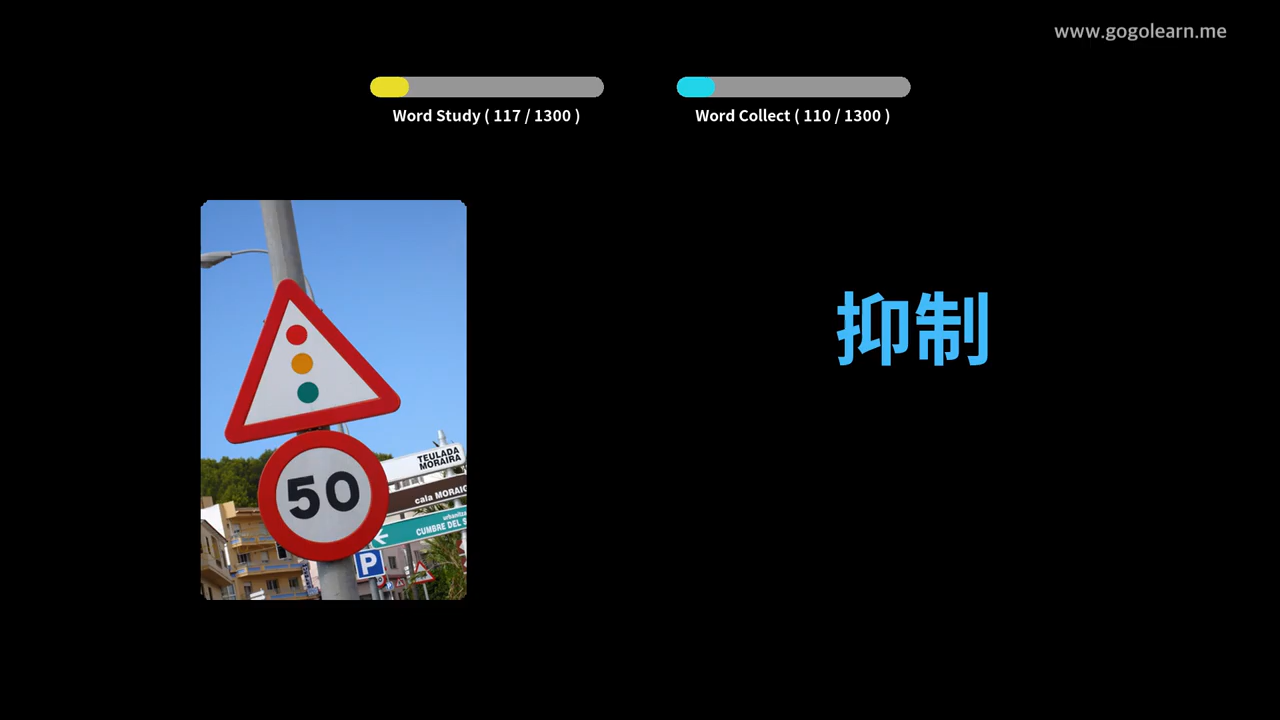 www.gogolearn.me
Word Study ( 117 / 1300 )
Word Collect ( 110 / 1300 )
抑制
50
TEULADA
MORAIRA
cala
urbanitza
CUMBRE DEL
P